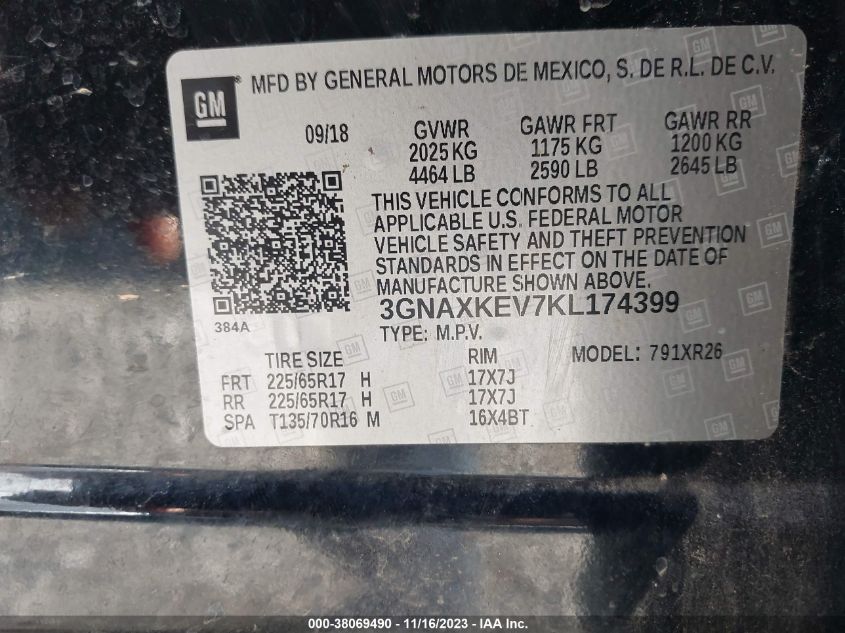 GM
MFD BY GENERAL MOTORS DE MEXICO, S. DE R.L. DE C.V.
09/18 GVWR GAWR FRT GAWR RR
2025 KG 1175 KG 1200 KG
4464 LB 2590 LB 2645 LB
THIS VEHICLE CONFORMS TO ALL
APPLICABLE U.S. FEDERAL MOTOR
VEHICLE SAFETY AND THEFT PREVENTION
STANDARDS IN EFFECT ON THE DATE OF
MANUFACTURE SHOWN ABOVE.
384A
3GNAXKEV7KL174399
TYPE: M.P.V.
TIRE SIZE RIM MODEL: 791XR26
FRT 225/65R17 H 17X7J
RR 225/65R17 H 17X7J
SPA T135/70R16 M 16X4BT
000-38069490 - 11/16/2023 - IAA Inc.